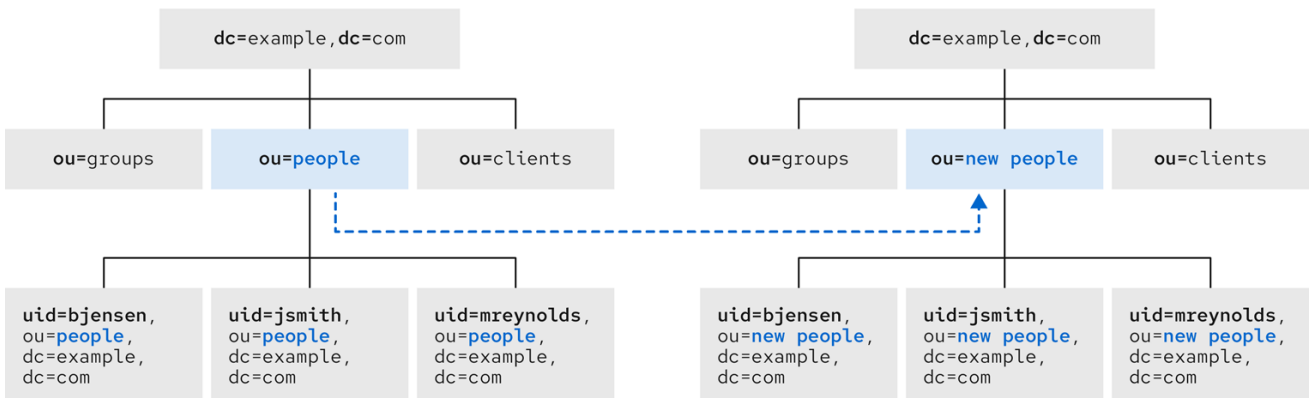 dc=example,dc=com
ou=groups
ou=people
ou=clients
uid=bjensen,
ou=people,
dc=example,
dc=com
uid=jsmith,
ou=people,
dc=example,
dc=com
uid=mreynolds,
ou=people,
dc=example,
dc=com
dc=example,dc=com
ou=groups
ou=new people
ou=clients
uid=bjensen,
ou=new people,
dc=example,
dc=com
uid=jsmith,
ou=new people,
dc=example,
dc=com
uid=mreynolds,
ou=new people,
dc=example,
dc=com